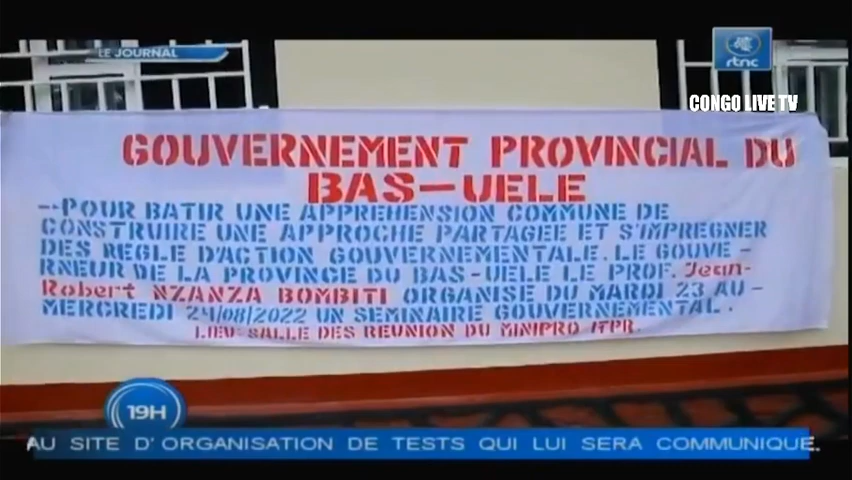 LE JOURNAL
rtnc
CONGO LIVE TV
GOUVERNEMENT PROVINCIAL DU
BAS-UELE
--POUR BATIR UNE APPREHENSION COMMUNE DE
CONSTRUIRE UNE APPROCHE PARTAGEE ET S'IMPREGNER
DES REGLE D'ACTION GOUVERNEMENTALE. LE GOUVE-
RNEUR DE LA PROVINCE DU BAS-UELE LE PROF. Jean-
Robert NZANZA BOMBITI ORGANISE DU MARDI 23 AU-
MERCREDI 24/08/2022 UN SEMINAIRE GOUVERNEMENTAL.
LIEU SALLE DES REUNION DU MINIPRO ITPR.
19H
AU SITE D'ORGANISATION DE TESTS QUI LUI SERA COMMUNIQUE.